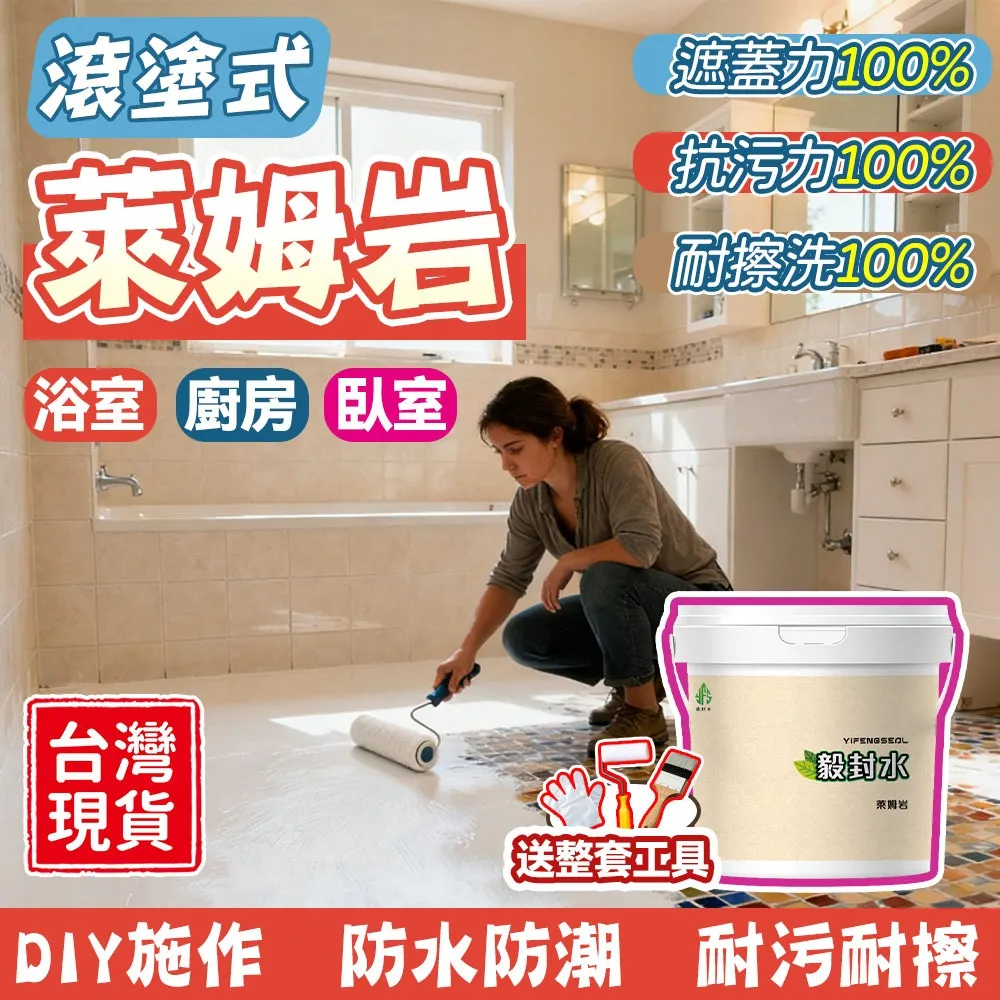 滾塗式
萊姆岩
浴室 廚房 臥室
遮蓋力100%
抗污力100%
耐擦洗100%
台灣
現貨
YIFENGSEAL
毅封水
萊姆岩
送整套工具
DIY施作 防水防潮 耐污耐擦